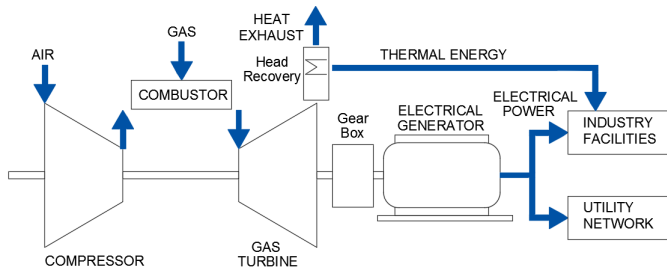 HEAT
EXHAUST
GAS
AIR
Head
Recovery
THERMAL ENERGY
COMBUSTOR
ELECTRICAL
POWER
ELECTRICAL
GENERATOR
Gear
Box
INDUSTRY
FACILITIES
UTILITY
NETWORK
COMPRESSOR
GAS
TURBINE